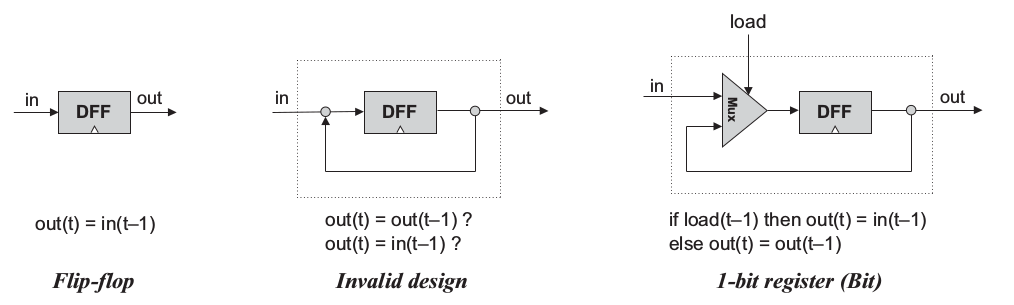 in
DFF
out
out(t) = in(t–1)
Flip-flop
in
DFF
out
out(t) = out(t–1) ?
out(t) = in(t–1) ?
Invalid design
load
in
Mux
DFF
out
if load(t–1) then out(t) = in(t–1)
else out(t) = out(t–1)
1-bit register (Bit)